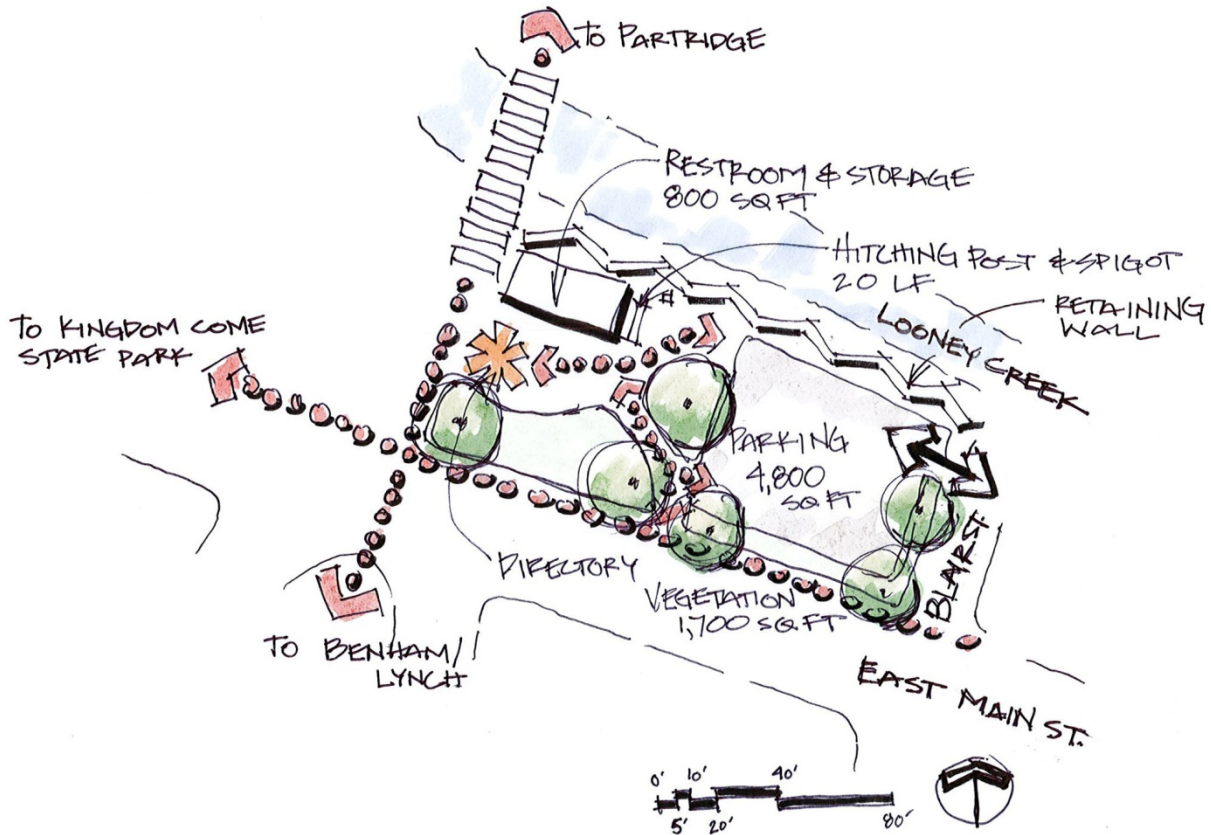 TO PARTRIDGE
RESTROOM & STORAGE
800 SQ FT
HITCHING POST & SPIGOT
20 LF
RETAINING
WALL
LOONEY CREEK
TO KINGDOM COME
STATE PARK
PARKING
4,800
SQ FT
BLAIR ST.
DIRECTORY
VEGETATION
1,700 SQ.FT
TO BENHAM/
LYNCH
EAST MAIN ST.
0' 10' 40'
5' 20' 80'